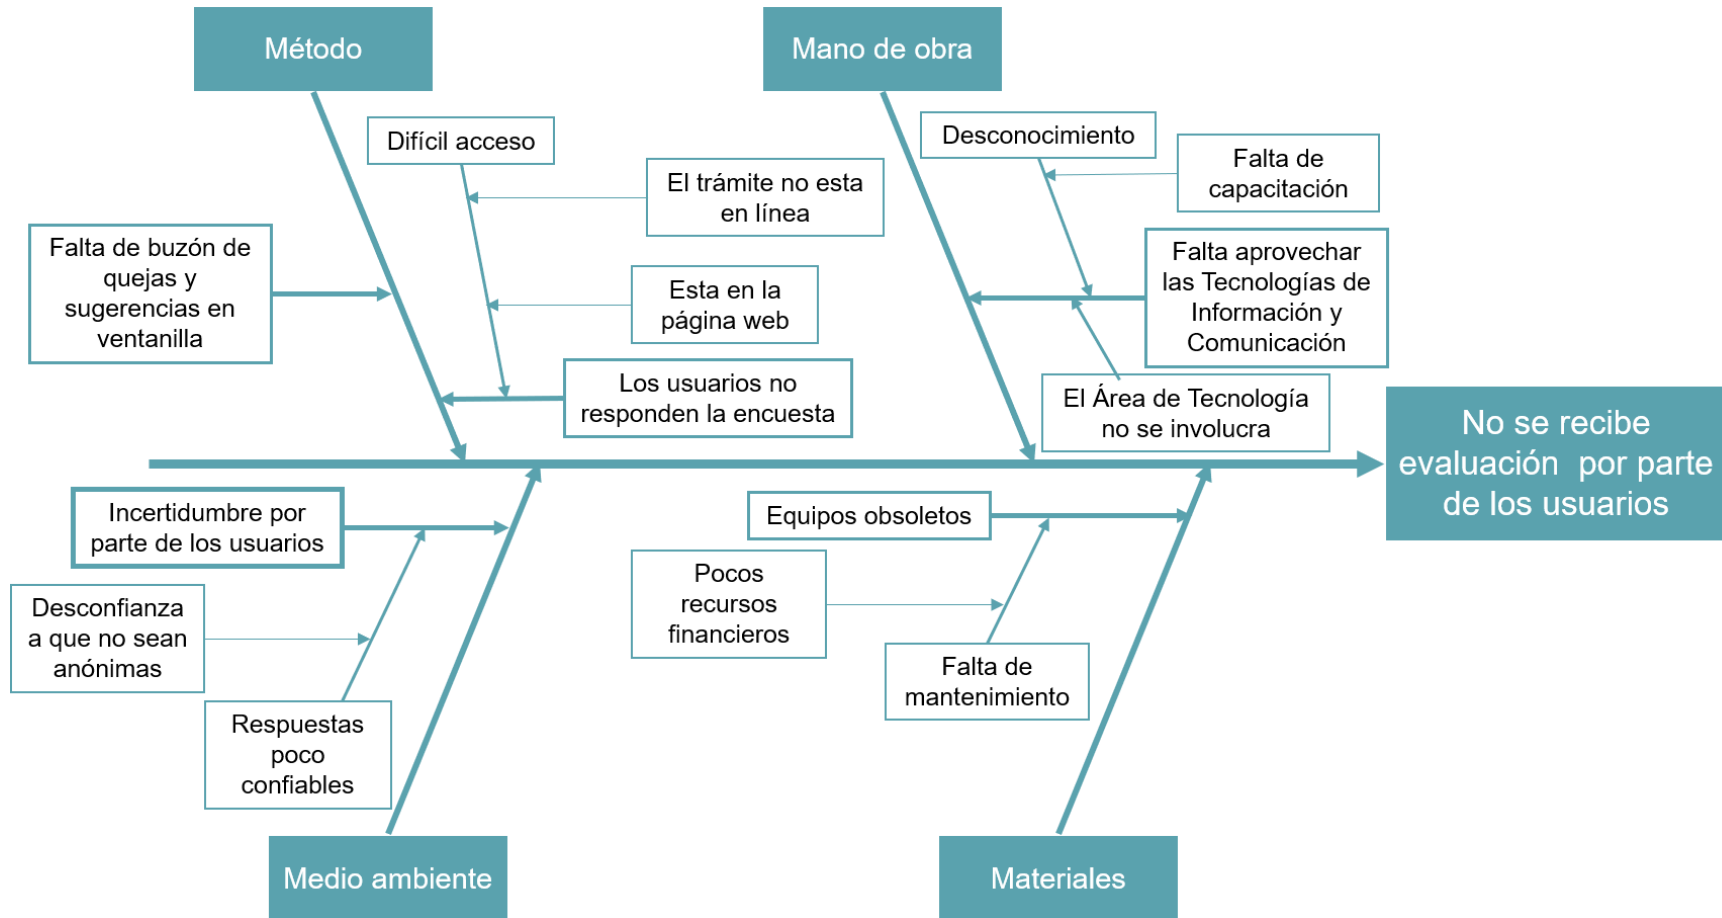 Método
Mano de obra
Difícil acceso
Desconocimiento
El trámite no esta
en línea
Falta de
capacitación
Falta de buzón de
quejas y
sugerencias en
ventanilla
Esta en la
página web
Falta aprovechar
las Tecnologías de
Información y
Comunicación
Los usuarios no
responden la encuesta
El Área de Tecnología
no se involucra
No se recibe
evaluación  por parte
de los usuarios
Incertidumbre por
parte de los usuarios
Equipos obsoletos
Desconfianza
a que no sean
anónimas
Pocos
recursos
financieros
Respuestas
poco
confiables
Falta de
mantenimiento
Medio ambiente
Materiales